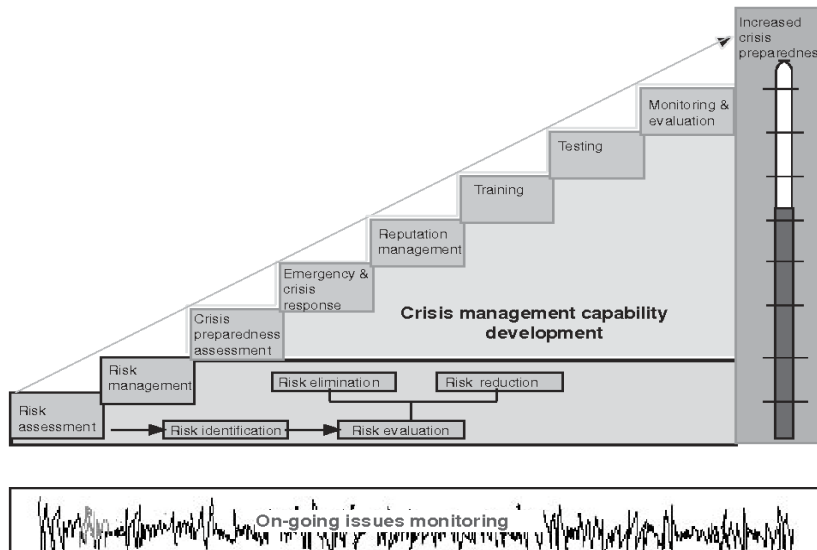 Increased
crisis
preparednes
Monitoring &
evaluation
Testing
Training
Reputation
management
Emergency &
crisis
response
Crisis management capability
development
Crisis
preparedness
assessment
Risk
management
Risk elimination
Risk reduction
Risk
assessment
Risk identification
Risk evaluation
On-going issues monitoring